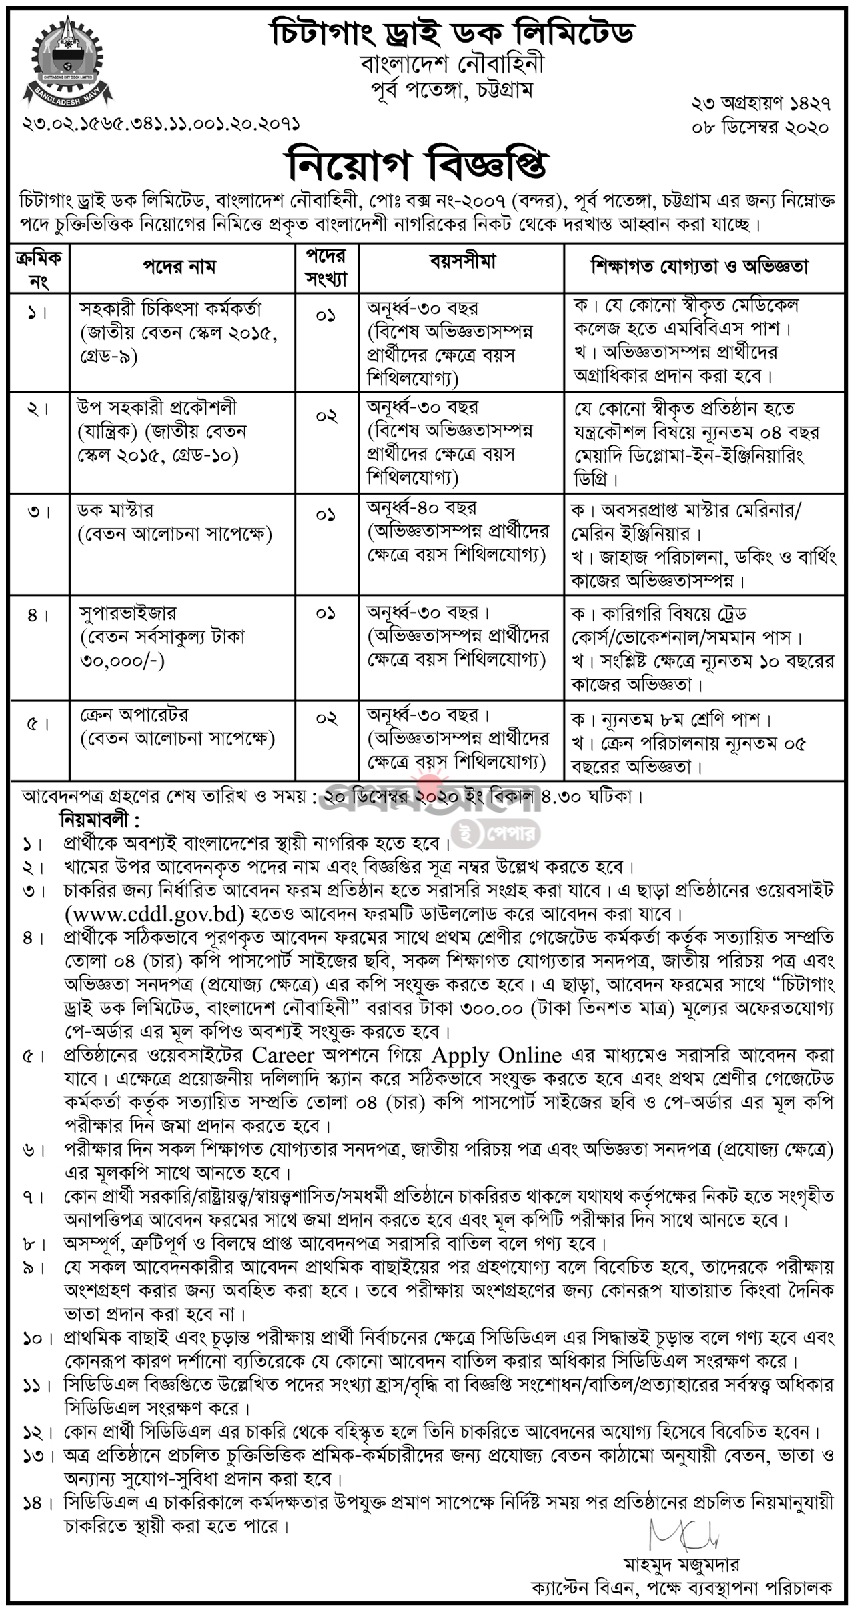 চিটাগাং ড্রাই ডক লিমিটেড
বাংলাদেশ নৌবাহিনী
পূর্ব পতেঙ্গা, চট্টগ্রাম
CHITTAGONG DRY DOCK LIMITED
BANGLADESH NAVY
২৩.০২.১৫৬৫.৩৪১.১১.০০১.২০.২০৭১
২৩ অগ্রহায়ণ ১৪২৭
০৮ ডিসেম্বর ২০২০
নিয়োগ বিজ্ঞপ্তি
চিটাগাং ড্রাই ডক লিমিটেড, বাংলাদেশ নৌবাহিনী, পোঃ বক্স নং-২০০৭ (বন্দর), পূর্ব পতেঙ্গা, চট্টগ্রাম এর জন্য নিম্নোক্ত
পদে চুক্তিভিত্তিক নিয়োগের নিমিত্তে প্রকৃত বাংলাদেশী নাগরিকের নিকট থেকে দরখাস্ত আহ্বান করা যাচ্ছে।
ক্রমিক
নং
পদের নাম
পদের
সংখ্যা
বয়সসীমা
শিক্ষাগত যোগ্যতা ও অভিজ্ঞতা
১।
সহকারী চিকিৎসা কর্মকর্তা
(জাতীয় বেতন স্কেল ২০১৫,
গ্রেড-৯)
০১
অনূর্ধ্ব-৩০ বছর
(বিশেষ অভিজ্ঞতাসম্পন্ন
প্রার্থীদের ক্ষেত্রে বয়স
শিথিলযোগ্য)
ক। যে কোনো স্বীকৃত মেডিকেল
কলেজ হতে এমবিবিএস পাশ।
খ। অভিজ্ঞতাসম্পন্ন প্রার্থীদের
অগ্রাধিকার প্রদান করা হবে।
২।
উপ সহকারী প্রকৌশলী
(যান্ত্রিক) (জাতীয় বেতন
স্কেল ২০১৫, গ্রেড-১০)
০২
অনূর্ধ্ব-৩০ বছর
(বিশেষ অভিজ্ঞতাসম্পন্ন
প্রার্থীদের ক্ষেত্রে বয়স
শিথিলযোগ্য)
যে কোনো স্বীকৃত প্রতিষ্ঠান হতে
যন্ত্রকৌশল বিষয়ে ন্যূনতম ০৪ বছর
মেয়াদি ডিপ্লোমা-ইন-ইঞ্জিনিয়ারিং
ডিগ্রি।
৩।
ডক মাস্টার
(বেতন আলোচনা সাপেক্ষে)
০১
অনূর্ধ্ব-৪০ বছর
(অভিজ্ঞতাসম্পন্ন প্রার্থীদের
ক্ষেত্রে বয়স শিথিলযোগ্য)
ক। অবসরপ্রাপ্ত মাস্টার মেরিনার/
মেরিন ইঞ্জিনিয়ার।
খ। জাহাজ পরিচালনা, ডকিং ও বার্থিং
কাজের অভিজ্ঞতাসম্পন্ন।
৪।
সুপারভাইজার
(বেতন সর্বসাকুল্য টাকা
৩০,০০০/-)
০১
অনূর্ধ্ব-৩০ বছর।
(অভিজ্ঞতাসম্পন্ন প্রার্থীদের
ক্ষেত্রে বয়স শিথিলযোগ্য)
ক। কারিগরি বিষয়ে ট্রেড
কোর্স/ভোকেশনাল/সমমান পাস।
খ। সংশ্লিষ্ট ক্ষেত্রে ন্যূনতম ১০ বছরের
কাজের অভিজ্ঞতা।
৫।
ক্রেন অপারেটর
(বেতন আলোচনা সাপেক্ষে)
০২
অনূর্ধ্ব-৩০ বছর।
(অভিজ্ঞতাসম্পন্ন প্রার্থীদের
ক্ষেত্রে বয়স শিথিলযোগ্য)
ক। ন্যূনতম ৮ম শ্রেণি পাশ।
খ। ক্রেন পরিচালনায় ন্যূনতম ০৫
বছরের অভিজ্ঞতা।
আবেদনপত্র গ্রহণের শেষ তারিখ ও সময় : ২০ ডিসেম্বর ২০২০ ইং বিকাল ৪.৩০ ঘটিকা।
প্রথম আলো
ই পেপার
নিয়মাবলী :
১। প্রার্থীকে অবশ্যই বাংলাদেশের স্থায়ী নাগরিক হতে হবে।
২। খামের উপর আবেদনকৃত পদের নাম এবং বিজ্ঞপ্তির সূত্র নম্বর উল্লেখ করতে হবে।
৩। চাকরির জন্য নির্ধারিত আবেদন ফরম প্রতিষ্ঠান হতে সরাসরি সংগ্রহ করা যাবে। এ ছাড়া প্রতিষ্ঠানের ওয়েবসাইট
(www.cddl.gov.bd) হতেও আবেদন ফরমটি ডাউনলোড করে আবেদন করা যাবে।
৪। প্রার্থীকে সঠিকভাবে পূরণকৃত আবেদন ফরমের সাথে প্রথম শ্রেণীর গেজেটেড কর্মকর্তা কর্তৃক সত্যায়িত সম্প্রতি
তোলা ০৪ (চার) কপি পাসপোর্ট সাইজের ছবি, সকল শিক্ষাগত যোগ্যতার সনদপত্র, জাতীয় পরিচয় পত্র এবং
অভিজ্ঞতা সনদপত্র (প্রযোজ্য ক্ষেত্রে) এর কপি সংযুক্ত করতে হবে। এ ছাড়া, আবেদন ফরমের সাথে “চিটাগাং
ড্রাই ডক লিমিটেড, বাংলাদেশ নৌবাহিনী” বরাবর টাকা ৩০০.০০ (টাকা তিনশত মাত্র) মূল্যের অফেরতযোগ্য
পে-অর্ডার এর মূল কপিও অবশ্যই সংযুক্ত করতে হবে।
৫। প্রতিষ্ঠানের ওয়েবসাইটের Career অপশনে গিয়ে Apply Online এর মাধ্যমেও সরাসরি আবেদন করা
যাবে। এক্ষেত্রে প্রয়োজনীয় দলিলাদি স্ক্যান করে সঠিকভাবে সংযুক্ত করতে হবে এবং প্রথম শ্রেণীর গেজেটেড
কর্মকর্তা কর্তৃক সত্যায়িত সম্প্রতি তোলা ০৪ (চার) কপি পাসপোর্ট সাইজের ছবি ও পে-অর্ডার এর মূল কপি
পরীক্ষার দিন জমা প্রদান করতে হবে।
৬। পরীক্ষার দিন সকল শিক্ষাগত যোগ্যতার সনদপত্র, জাতীয় পরিচয় পত্র এবং অভিজ্ঞতা সনদপত্র (প্রযোজ্য ক্ষেত্রে)
এর মূলকপি সাথে আনতে হবে।
৭। কোন প্রার্থী সরকারি/রাষ্ট্রায়ত্ত্ব/স্বায়ত্ত্বশাসিত/সমধর্মী প্রতিষ্ঠানে চাকরিরত থাকলে যথাযথ কর্তৃপক্ষের নিকট হতে সংগৃহীত
অনাপত্তিপত্র আবেদন ফরমের সাথে জমা প্রদান করতে হবে এবং মূল কপিটি পরীক্ষার দিন সাথে আনতে হবে।
৮। অসম্পূর্ণ, ত্রুটিপূর্ণ ও বিলম্বে প্রাপ্ত আবেদনপত্র সরাসরি বাতিল বলে গণ্য হবে।
৯। যে সকল আবেদনকারীর আবেদন প্রাথমিক বাছাইয়ের পর গ্রহণযোগ্য বলে বিবেচিত হবে, তাদেরকে পরীক্ষায়
অংশগ্রহণ করার জন্য অবহিত করা হবে। তবে পরীক্ষায় অংশগ্রহণের জন্য কোনরূপ যাতায়াত কিংবা দৈনিক
ভাতা প্রদান করা হবে না।
১০। প্রাথমিক বাছাই এবং চূড়ান্ত পরীক্ষায় প্রার্থী নির্বাচনের ক্ষেত্রে সিডিডিএল এর সিদ্ধান্তই চূড়ান্ত বলে গণ্য হবে এবং
কোনরূপ কারণ দর্শানো ব্যতিরেকে যে কোনো আবেদন বাতিল করার অধিকার সিডিডিএল সংরক্ষণ করে।
১১। সিডিডিএল বিজ্ঞপ্তিতে উল্লেখিত পদের সংখ্যা হ্রাস/বৃদ্ধি বা বিজ্ঞপ্তি সংশোধন/বাতিল/প্রত্যাহারের সর্বস্বত্ত্ব অধিকার
সিডিডিএল সংরক্ষণ করে।
১২। কোন প্রার্থী সিডিডিএল এর চাকরি থেকে বহিস্কৃত হলে তিনি চাকরিতে আবেদনের অযোগ্য হিসেবে বিবেচিত হবেন।
১৩। অত্র প্রতিষ্ঠানে প্রচলিত চুক্তিভিত্তিক শ্রমিক-কর্মচারীদের জন্য প্রযোজ্য বেতন কাঠামো অনুযায়ী বেতন, ভাতা ও
অন্যান্য সুযোগ-সুবিধা প্রদান করা হবে।
১৪। সিডিডিএল এ চাকরিকালে কর্মদক্ষতার উপযুক্ত প্রমাণ সাপেক্ষে নির্দিষ্ট সময় পর প্রতিষ্ঠানের প্রচলিত নিয়মানুযায়ী
চাকরিতে স্থায়ী করা হতে পারে।
মাহমুদ মজুমদার
ক্যাপ্টেন বিএন, পক্ষে ব্যবস্থাপনা পরিচালক